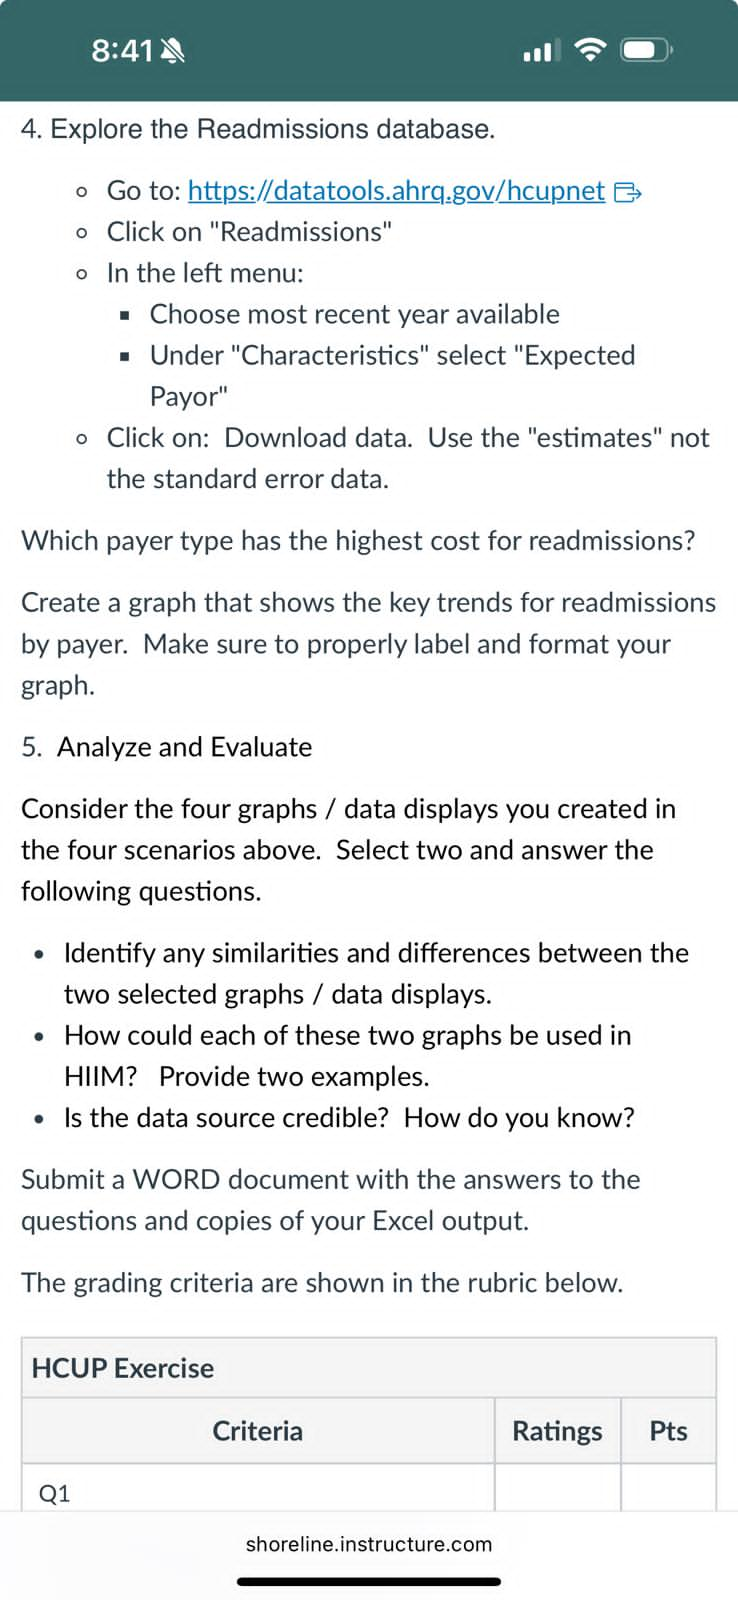 8:41
4. Explore the Readmissions database.
Go to: https://datatools.ahrq.gov/hcupnet
Click on "Readmissions"
In the left menu:
Choose most recent year available
Under "Characteristics" select "Expected
Payor"
Click on:  Download data.  Use the "estimates" not
the standard error data.
Which payer type has the highest cost for readmissions?
Create a graph that shows the key trends for readmissions
by payer.  Make sure to properly label and format your
graph.
5.  Analyze and Evaluate
Consider the four graphs / data displays you created in
the four scenarios above.  Select two and answer the
following questions.
Identify any similarities and differences between the
two selected graphs / data displays.
How could each of these two graphs be used in
HIIM?   Provide two examples.
Is the data source credible?  How do you know?
Submit a WORD document with the answers to the
questions and copies of your Excel output.
The grading criteria are shown in the rubric below.
HCUP Exercise
Criteria Ratings Pts
Q1
shoreline.instructure.com